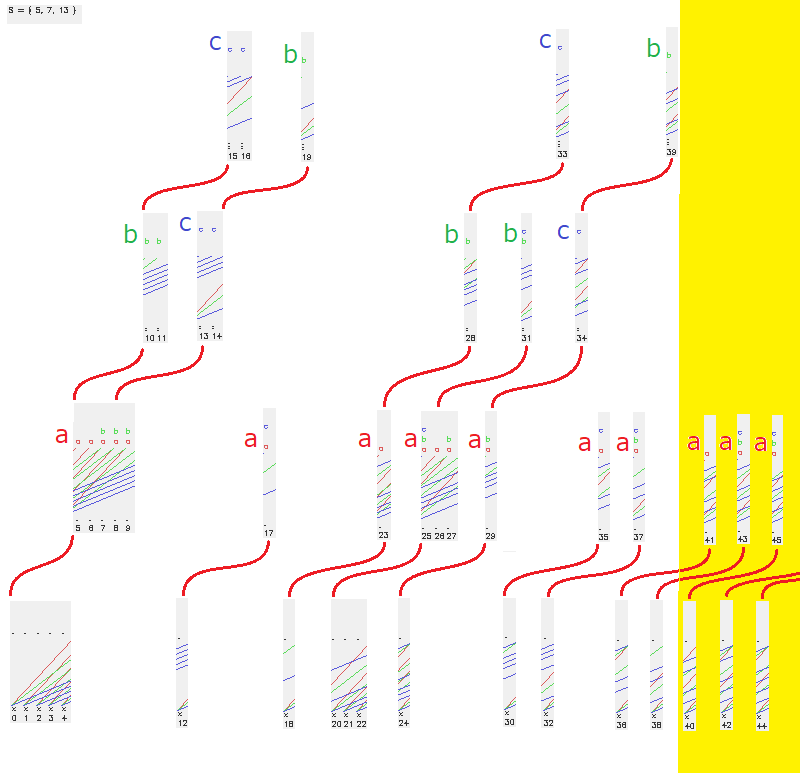 S = { 5, 7, 13 }
c b c b
15 16 19 33 39
b c b b c
10 11 13 14 28 31 34
a a a a a a a a a a
5 6 7 8 9 17 23 25 26 27 29 35 37 41 43 45
0 1 2 3 4 12 18 20 21 22 24 30 32 36 38 40 42 44